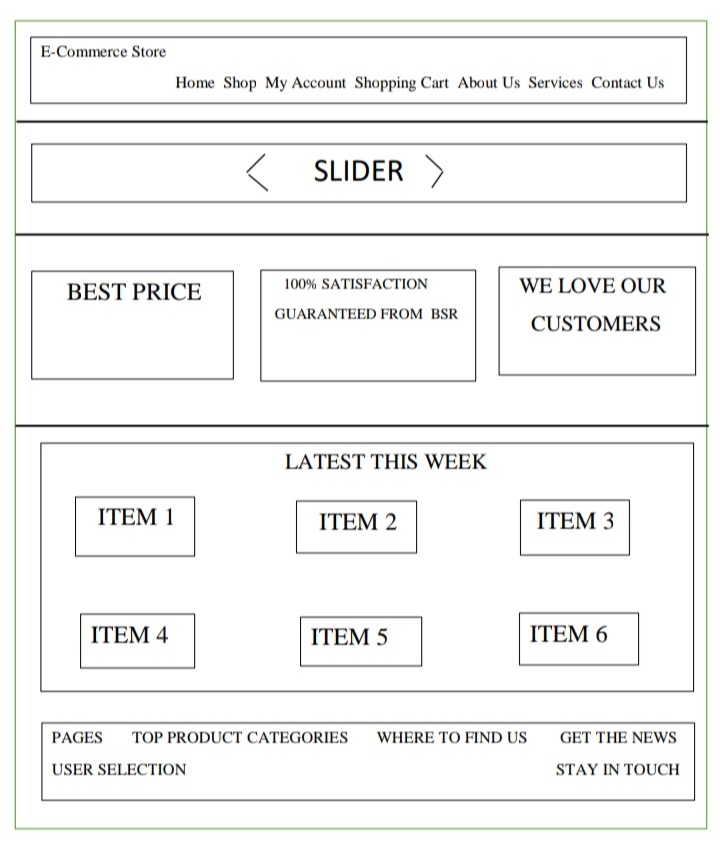 E-Commerce Store
Home Shop My Account Shopping Cart About Us Services Contact Us
SLIDER
BEST PRICE
100% SATISFACTION
GUARANTEED FROM BSR
WE LOVE OUR
CUSTOMERS
LATEST THIS WEEK
ITEM 1
ITEM 2
ITEM 3
ITEM 4
ITEM 5
ITEM 6
PAGES TOP PRODUCT CATEGORIES WHERE TO FIND US GET THE NEWS
USER SELECTION STAY IN TOUCH